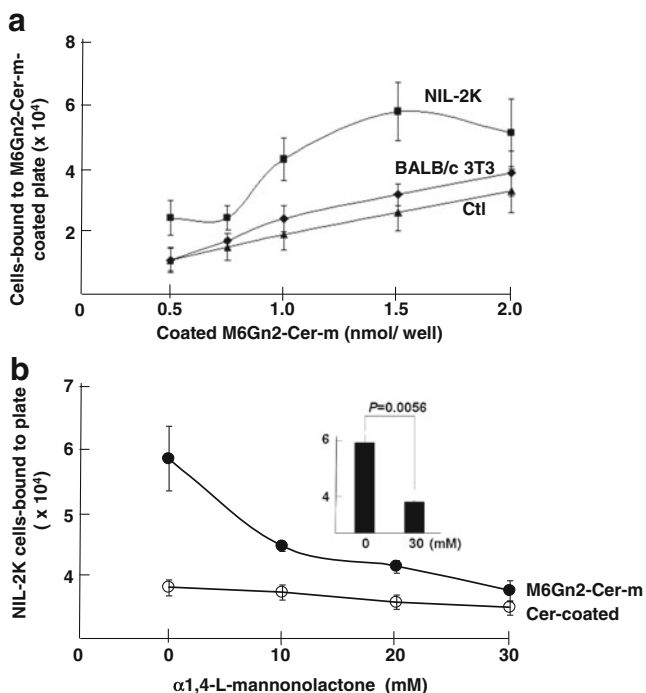 a
8
6
4
2
0
Cells-bound to M6Gn2-Cer-m-
coated plate (x 10⁴)
NIL-2K
BALB/c 3T3
Ctl
0.5 1.0 1.5 2.0
Coated M6Gn2-Cer-m (nmol/ well)
b
7
6
5
4
0
NIL-2K cells-bound to plate
( x 10⁴)
P=0.0056
6
4
0 30 (mM)
M6Gn2-Cer-m
Cer-coated
0 10 20 30
α1,4-L-mannonolactone (mM)